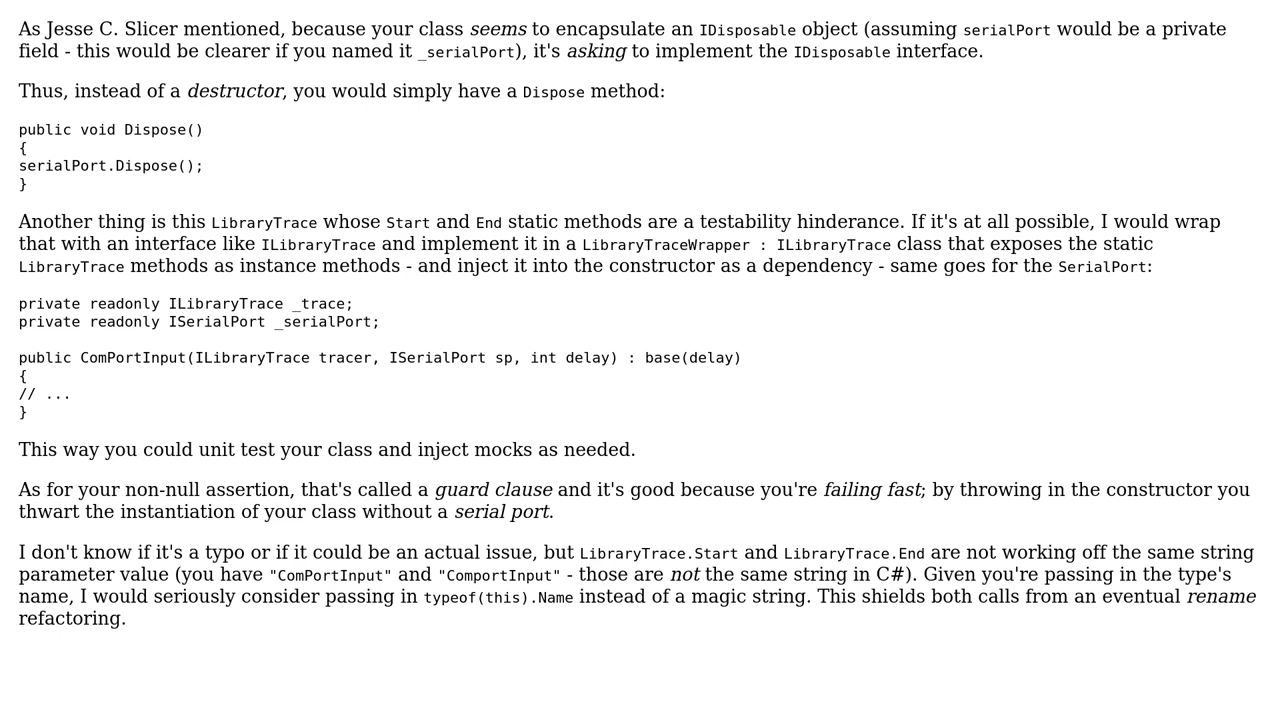 As Jesse C. Slicer mentioned, because your class seems to encapsulate an IDisposable object (assuming serialPort would be a private
field - this would be clearer if you named it _serialPort), it's asking to implement the IDisposable interface.
Thus, instead of a destructor, you would simply have a Dispose method:
public void Dispose()
{
serialPort.Dispose();
}
Another thing is this LibraryTrace whose Start and End static methods are a testability hinderance. If it's at all possible, I would wrap
that with an interface like ILibraryTrace and implement it in a LibraryTraceWrapper : ILibraryTrace class that exposes the static
LibraryTrace methods as instance methods - and inject it into the constructor as a dependency - same goes for the SerialPort:
private readonly ILibraryTrace _trace;
private readonly ISerialPort _serialPort;
public ComPortInput(ILibraryTrace tracer, ISerialPort sp, int delay) : base(delay)
{
// ...
}
This way you could unit test your class and inject mocks as needed.
As for your non-null assertion, that's called a guard clause and it's good because you're failing fast; by throwing in the constructor you
thwart the instantiation of your class without a serial port.
I don't know if it's a typo or if it could be an actual issue, but LibraryTrace.Start and LibraryTrace.End are not working off the same string
parameter value (you have "ComPortInput" and "ComportInput" - those are not the same string in C#). Given you're passing in the type's
name, I would seriously consider passing in typeof(this).Name instead of a magic string. This shields both calls from an eventual rename
refactoring.